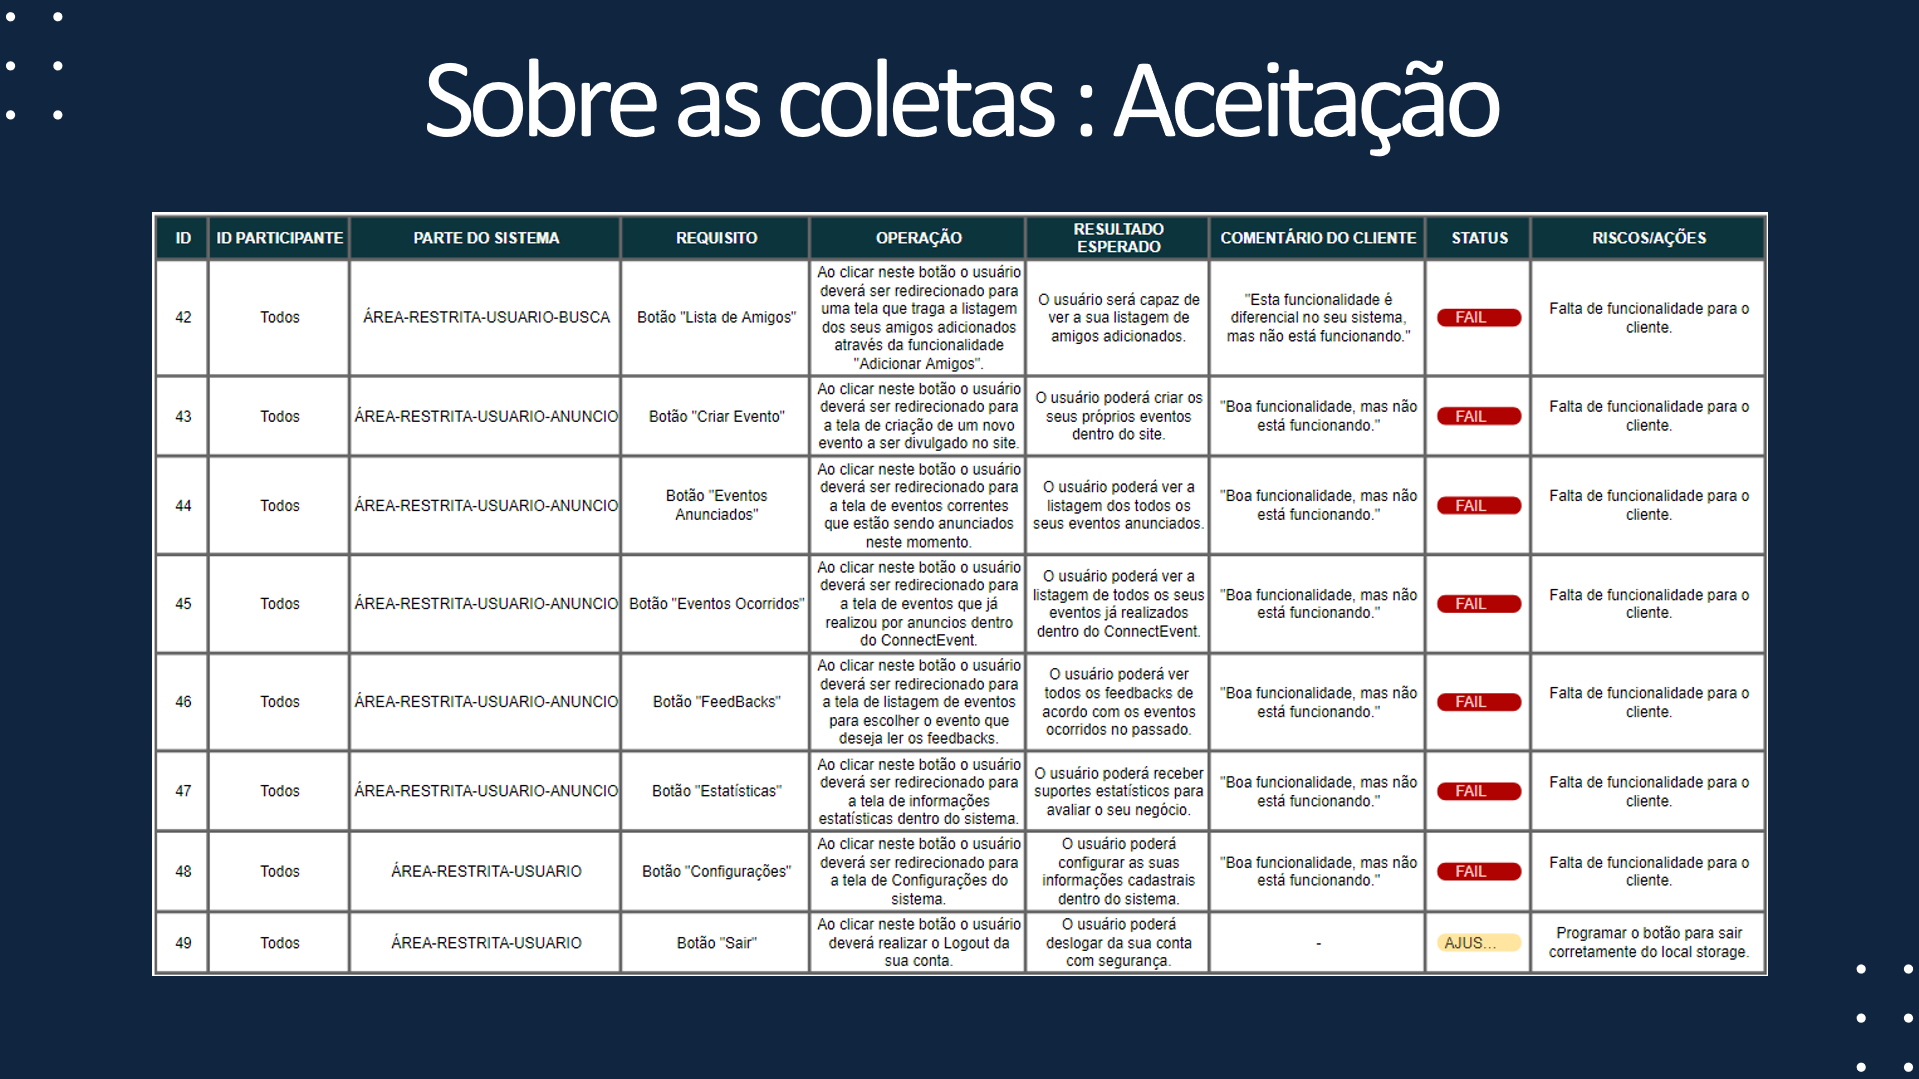 Sobre as coletas : Aceitação
ID
ID PARTICIPANTE
PARTE DO SISTEMA
REQUISITO
OPERAÇÃO
RESULTADO
ESPERADO
COMENTÁRIO DO CLIENTE
STATUS
RISCOS/AÇÕES
42
Todos
ÁREA-RESTRITA-USUARIO-BUSCA
Botão "Lista de Amigos"
Ao clicar neste botão o usuário
deverá ser redirecionado para
uma tela que traga a listagem
dos seus amigos adicionados
através da funcionalidade
"Adicionar Amigos".
O usuário será capaz de
ver a sua listagem de
amigos adicionados.
"Esta funcionalidade é
diferencial no seu sistema,
mas não está funcionando."
FAIL
Falta de funcionalidade para o
cliente.
43
Todos
ÁREA-RESTRITA-USUARIO-ANUNCIO
Botão "Criar Evento"
Ao clicar neste botão o usuário
deverá ser redirecionado para
a tela de criação de um novo
evento a ser divulgado no site.
O usuário poderá criar os
seus próprios eventos
dentro do site.
"Boa funcionalidade, mas não
está funcionando."
FAIL
Falta de funcionalidade para o
cliente.
44
Todos
ÁREA-RESTRITA-USUARIO-ANUNCIO
Botão "Eventos
Anunciados"
Ao clicar neste botão o usuário
deverá ser redirecionado para
a tela de eventos correntes
que estão sendo anunciados
neste momento.
O usuário poderá ver a
listagem dos todos os
seus eventos anunciados.
"Boa funcionalidade, mas não
está funcionando."
FAIL
Falta de funcionalidade para o
cliente.
45
Todos
ÁREA-RESTRITA-USUARIO-ANUNCIO
Botão "Eventos Ocorridos"
Ao clicar neste botão o usuário
deverá ser redirecionado para
a tela de eventos que já
realizou por anuncios dentro
do ConnectEvent.
O usuário poderá ver a
listagem de todos os seus
eventos já realizados
dentro do ConnectEvent.
"Boa funcionalidade, mas não
está funcionando."
FAIL
Falta de funcionalidade para o
cliente.
46
Todos
ÁREA-RESTRITA-USUARIO-ANUNCIO
Botão "FeedBacks"
Ao clicar neste botão o usuário
deverá ser redirecionado para
a tela de listagem de eventos
para escolher o evento que
deseja ler os feedbacks.
O usuário poderá ver
todos os feedbacks de
acordo com os eventos
ocorridos no passado.
"Boa funcionalidade, mas não
está funcionando."
FAIL
Falta de funcionalidade para o
cliente.
47
Todos
ÁREA-RESTRITA-USUARIO-ANUNCIO
Botão "Estatísticas"
Ao clicar neste botão o usuário
deverá ser redirecionado para
a tela de informações
estatísticas dentro do sistema.
O usuário poderá receber
suportes estatísticos para
avaliar o seu negócio.
"Boa funcionalidade, mas não
está funcionando."
FAIL
Falta de funcionalidade para o
cliente.
48
Todos
ÁREA-RESTRITA-USUARIO
Botão "Configurações"
Ao clicar neste botão o usuário
deverá ser redirecionado para
a tela de Configurações do
sistema.
O usuário poderá
configurar as suas
informações cadastrais
dentro do sistema.
"Boa funcionalidade, mas não
está funcionando."
FAIL
Falta de funcionalidade para o
cliente.
49
Todos
ÁREA-RESTRITA-USUARIO
Botão "Sair"
Ao clicar neste botão o usuário
deverá realizar o Logout da
sua conta.
O usuário poderá
deslogar da sua conta
com segurança.
-
AJUS...
Programar o botão para sair
corretamente do local storage.